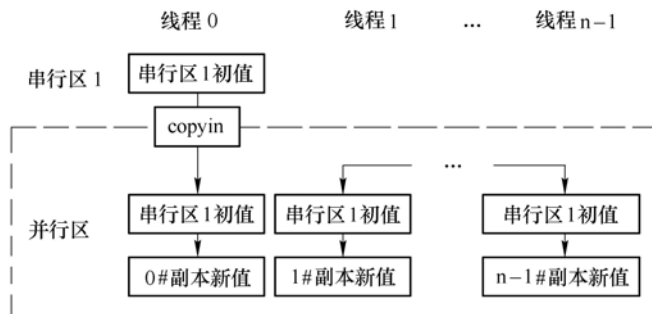 线程 0 线程 1 ... 线程 n-1
串行区 1 串行区 1 初值
copyin
...
并行区 串行区 1 初值 串行区 1 初值 串行区 1 初值
0#副本新值 1#副本新值 n-1#副本新值